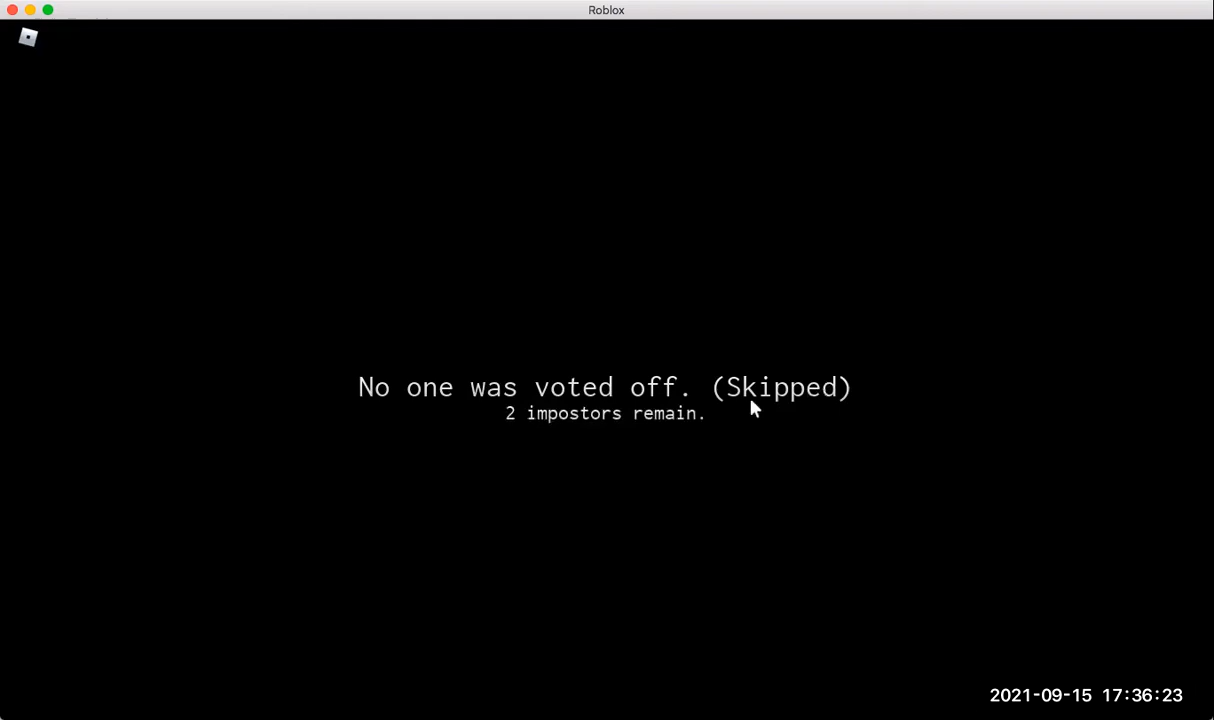 Roblox
No one was voted off. (Skipped)
2 impostors remain.
2021-09-15 17:36:23